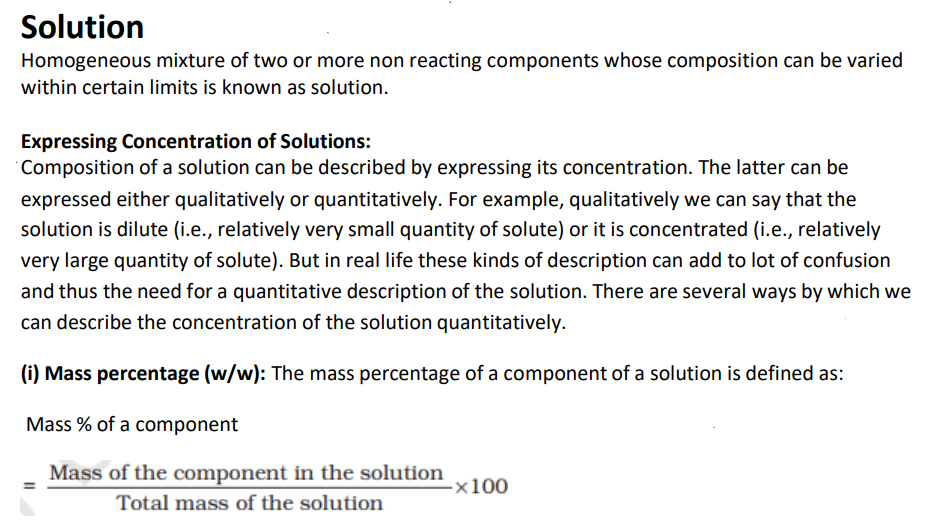 Solution
Homogeneous mixture of two or more non reacting components whose composition can be varied
within certain limits is known as solution.
Expressing Concentration of Solutions:
Composition of a solution can be described by expressing its concentration. The latter can be
expressed either qualitatively or quantitatively. For example, qualitatively we can say that the
solution is dilute (i.e., relatively very small quantity of solute) or it is concentrated (i.e., relatively
very large quantity of solute). But in real life these kinds of description can add to lot of confusion
and thus the need for a quantitative description of the solution. There are several ways by which we
can describe the concentration of the solution quantitatively.
(i) Mass percentage (w/w): The mass percentage of a component of a solution is defined as:
Mass % of a component
= Mass of the component in the solution
Total mass of the solution ×100